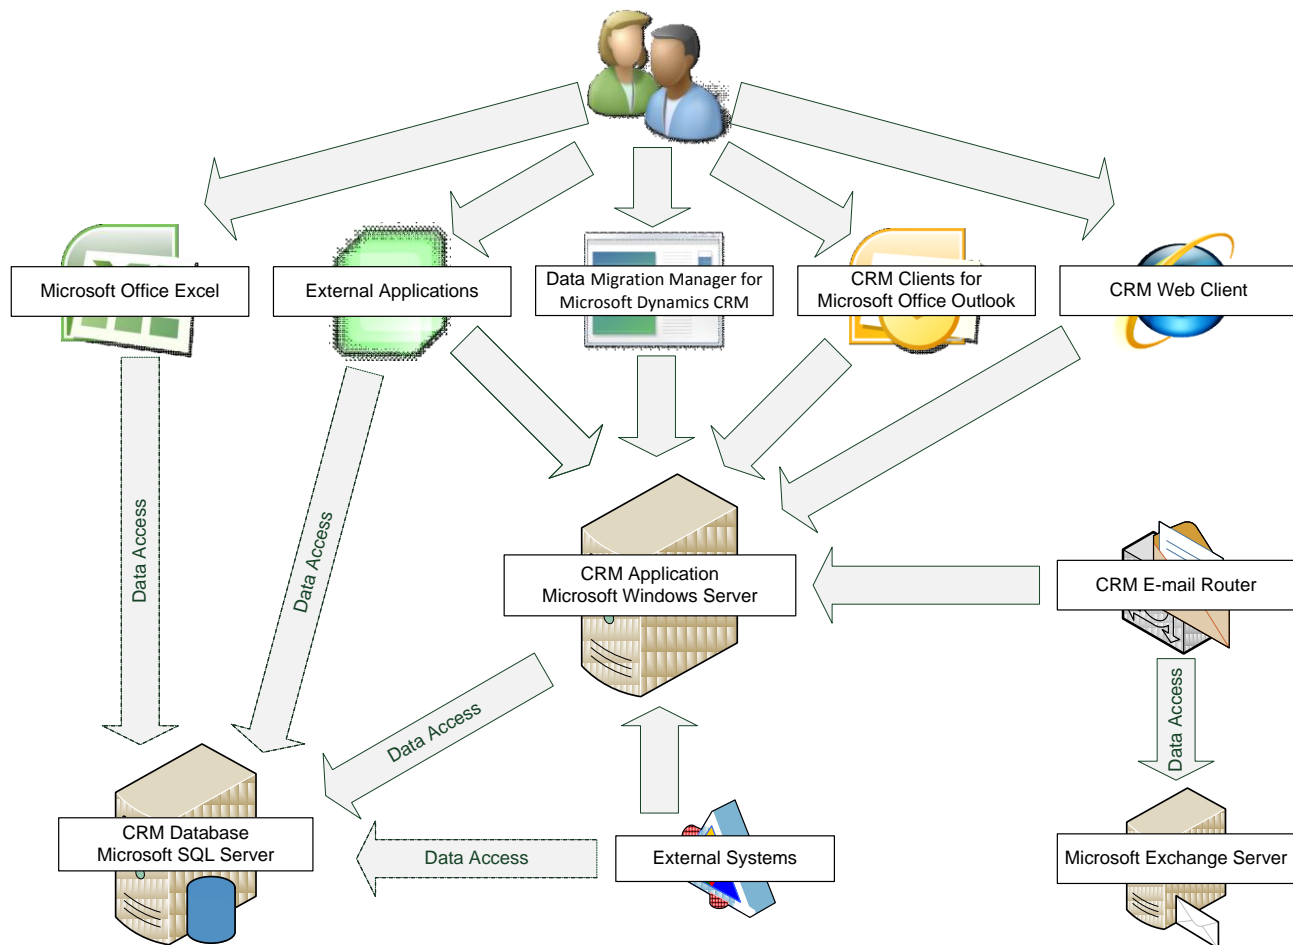 Microsoft Office Excel
External Applications
Data Migration Manager for
Microsoft Dynamics CRM
CRM Clients for
Microsoft Office Outlook
CRM Web Client
Data Access
Data Access
CRM Application
Microsoft Windows Server
CRM E-mail Router
Data Access
Data Access
CRM Database
Microsoft SQL Server
Data Access
External Systems
Microsoft Exchange Server